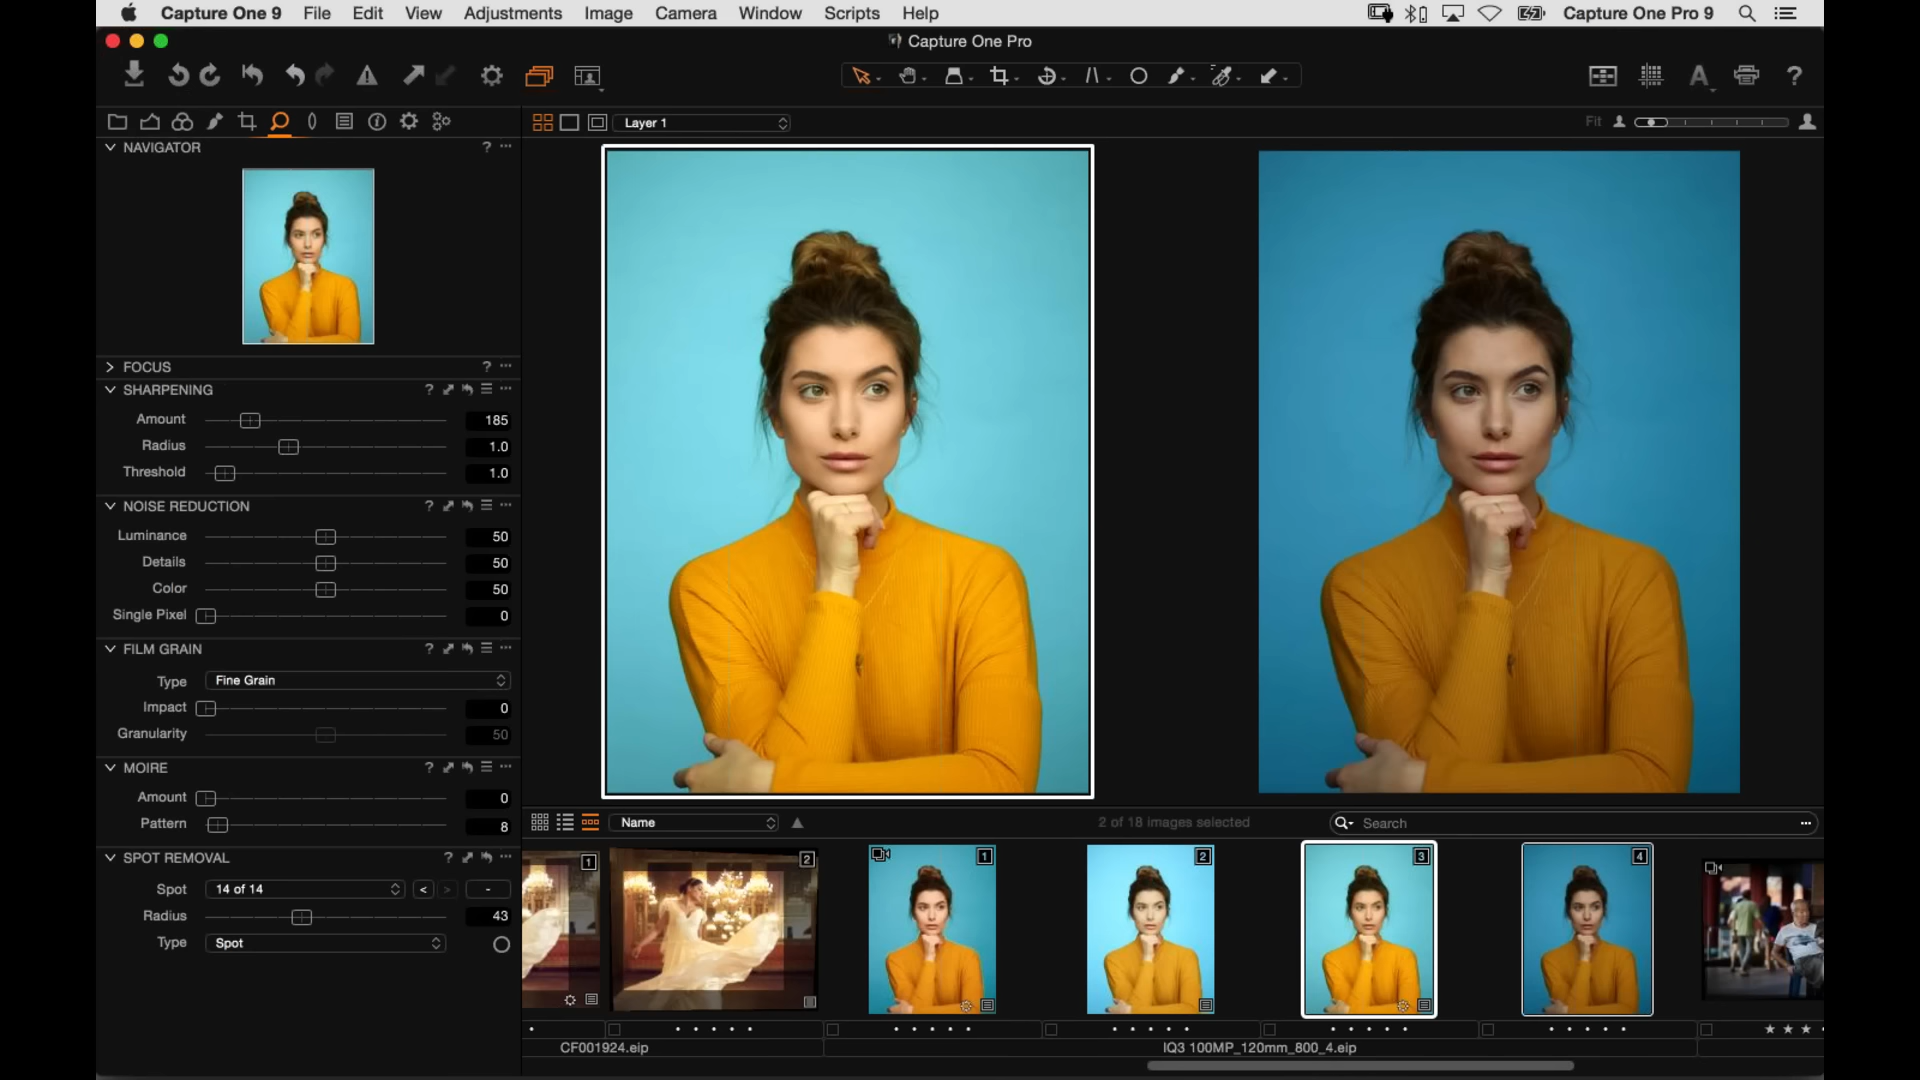 Capture One 9 File Edit View Adjustments Image Camera Window Scripts Help Capture One Pro 9
Capture One Pro
A ?
Layer 1 Fit
NAVIGATOR ?
FOCUS ?
SHARPENING ?
Amount 185
Radius 1.0
Threshold 1.0
NOISE REDUCTION ?
Luminance 50
Details 50
Color 50
Single Pixel 0
FILM GRAIN ?
Type Fine Grain
Impact 0
Granularity 50
MOIRE ?
Amount 0
Pattern 8
SPOT REMOVAL ?
Spot 14 of 14 < > -
Radius 43
Type Spot
Name 2 of 18 images selected Search
1 2 1 2 3 4
CF001924.eip IQ3 100MP_120mm_800_4.eip